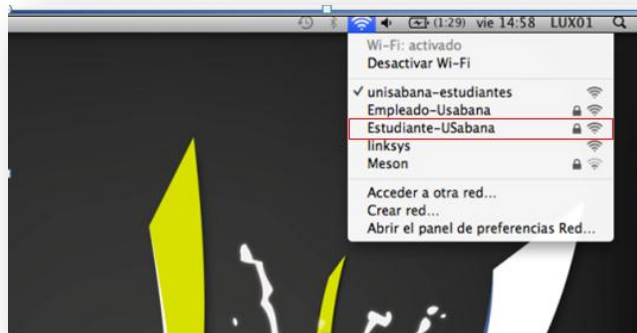 (1:29) vie 14:58 LUX01
Wi-Fi: activado
Desactivar Wi-Fi
✓ unisabana-estudiantes
Empleado-Usabana
Estudiante-USabana
linksys
Meson
Acceder a otra red...
Crear red...
Abrir el panel de preferencias Red...